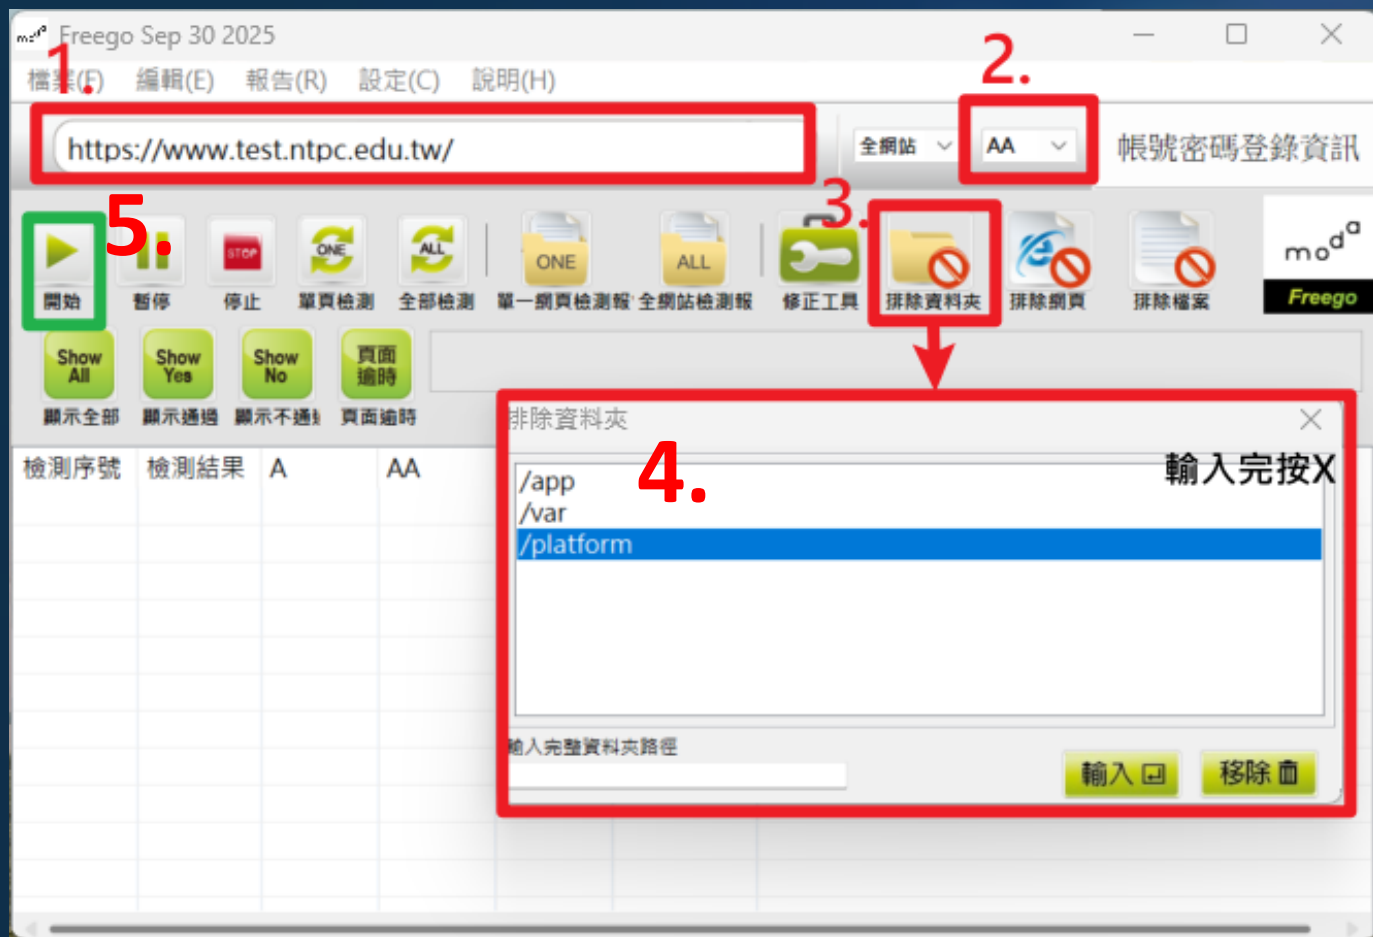 moda Freego Sep 30 2025
1.
檔案(F) 編輯(E) 報告(R) 設定(C) 說明(H)
2.
https://www.test.ntpc.edu.tw/
全網站 AA 帳號密碼登錄資訊
5.
3.
STOP ONE ALL ONE ALL
moda
Freego
開始 暫停 停止 單頁檢測 全部檢測 單一網頁檢測報 全網站檢測報 修正工具 排除資料夾 排除網頁 排除檔案
Show All Show Yes Show No 頁面逾時
顯示全部 顯示通過 顯示不通 頁面逾時
排除資料夾
檢測序號 檢測結果 A AA
4.
輸入完按X
/app
/var
/platform
輸入完整資料夾路徑
輸入 移除